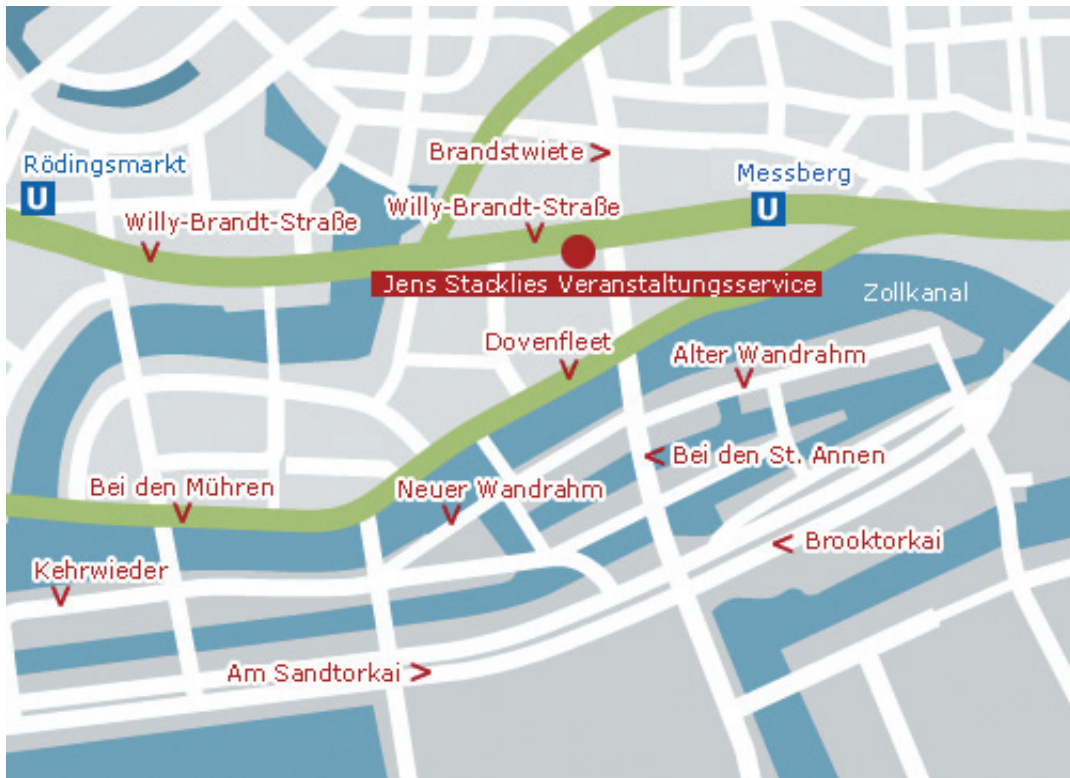 Brandstwiete >
Rödingsmarkt
U
Messberg
U
Willy-Brandt-Straße
Willy-Brandt-Straße
Jens Stacklies Veranstaltungsservice
Zollkanal
Dovenfleet
Alter Wandrahm
< Bei den St. Annen
Bei den Mühren
Neuer Wandrahm
< Brooktorkai
Kehrwieder
Am Sandtorkai >